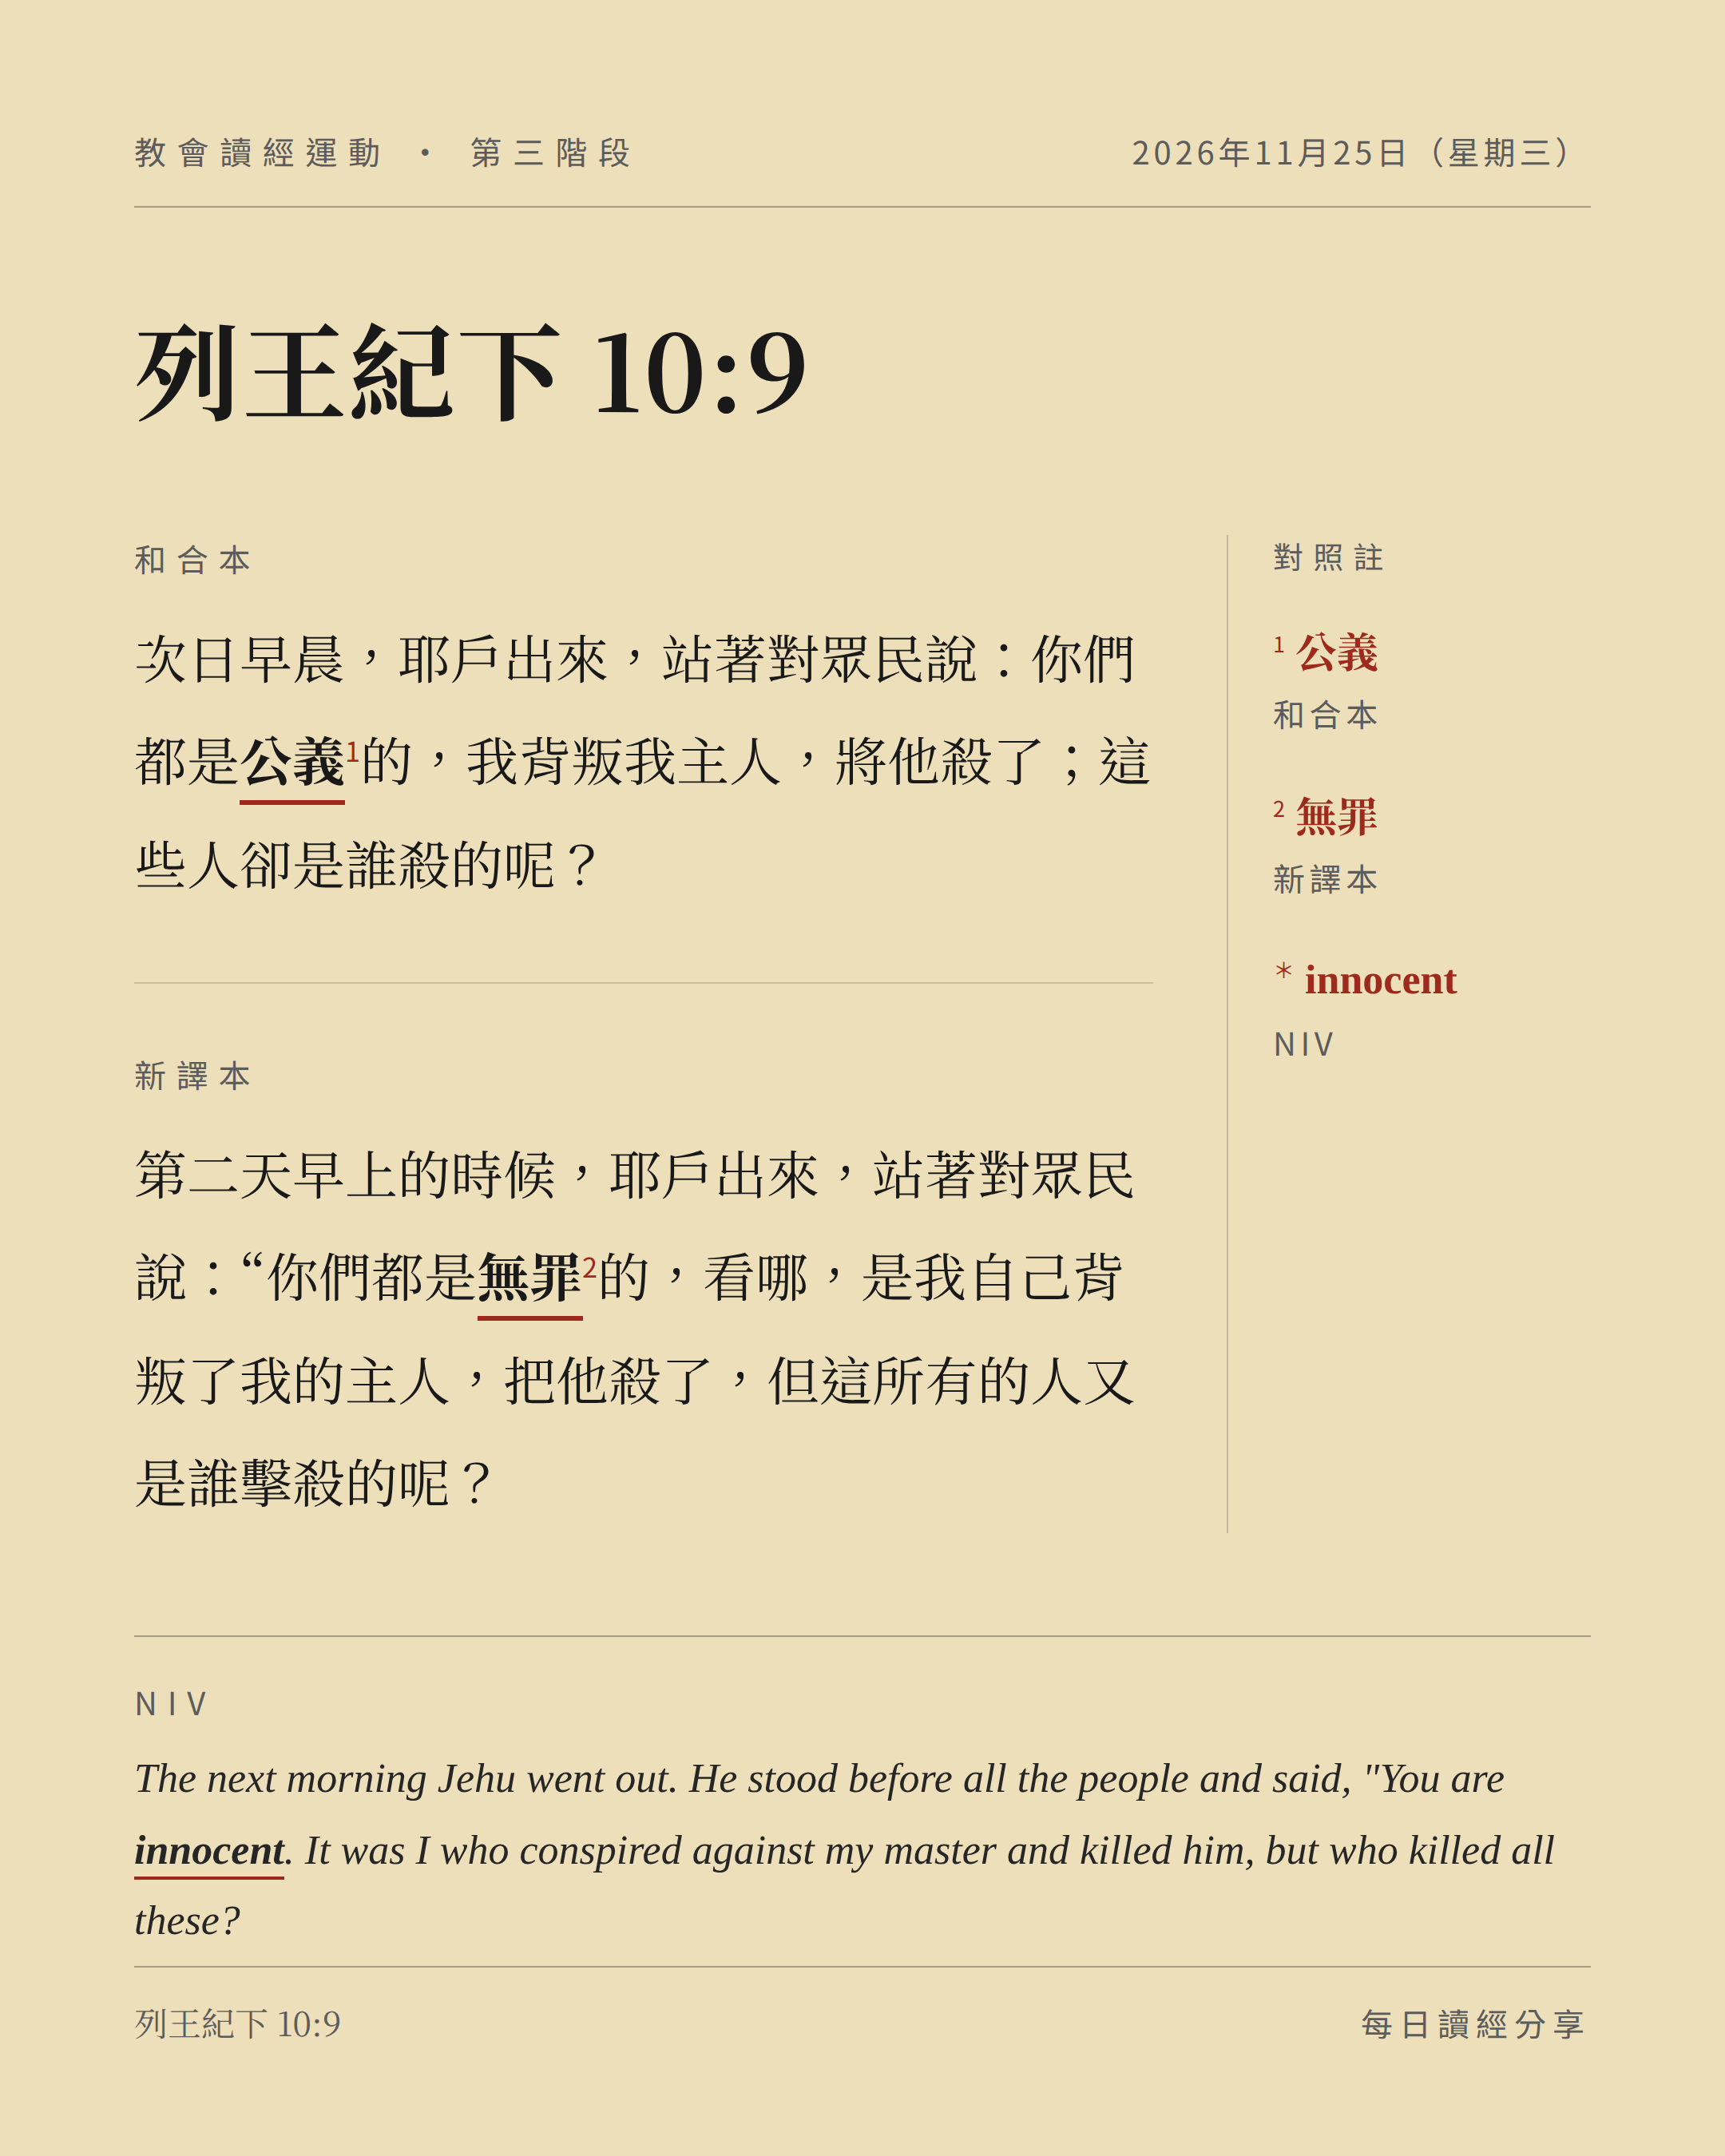 教會讀經運動 · 第三階段
2026年11月25日（星期三）
列王紀下 10:9
和合本
次日早晨，耶戶出來，站著對眾民說：你們
都是公義1的，我背叛我主人，將他殺了；這
些人卻是誰殺的呢？
新譯本
第二天早上的時候，耶戶出來，站著對眾民
說：“你們都是無罪2的，看哪，是我自己背
叛了我的主人，把他殺了，但這所有的人又
是誰擊殺的呢？
對照註
1 公義
和合本
2 無罪
新譯本
＊ innocent
NIV
NIV
The next morning Jehu went out. He stood before all the people and said, "You are
innocent. It was I who conspired against my master and killed him, but who killed all
these?
列王紀下 10:9
每日讀經分享